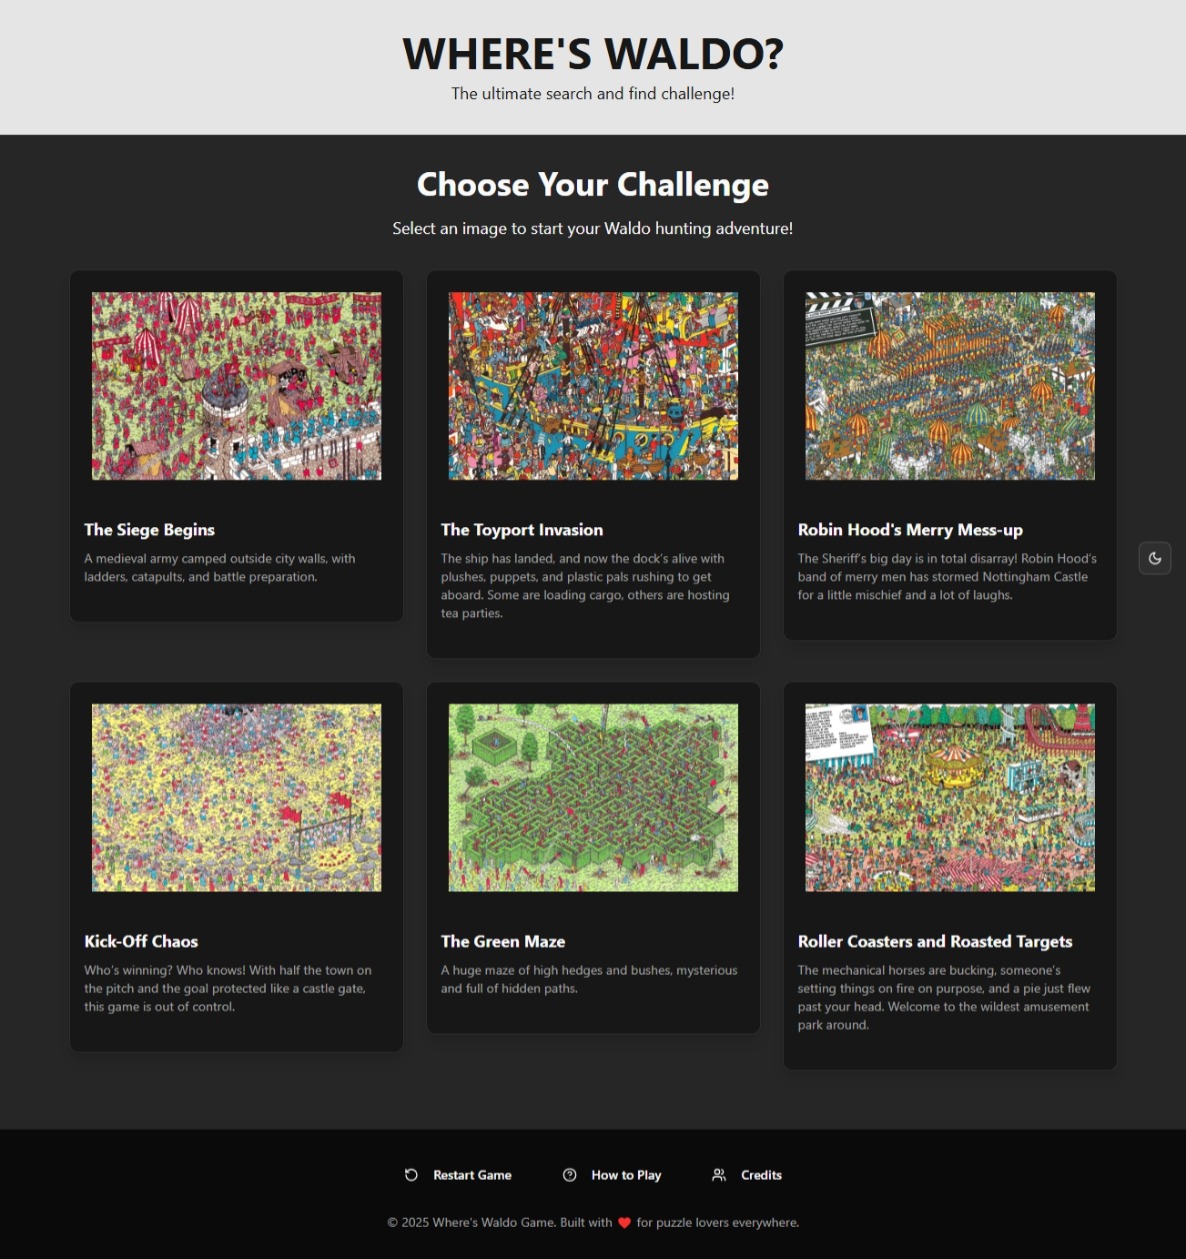 WHERE'S WALDO?
The ultimate search and find challenge!
Choose Your Challenge
Select an image to start your Waldo hunting adventure!
The Siege Begins
A medieval army camped outside city walls, with
ladders, catapults, and battle preparation.
The Toyport Invasion
The ship has landed, and now the dock's alive with
plushes, puppets, and plastic pals rushing to get
aboard. Some are loading cargo, others are hosting
tea parties.
Robin Hood's Merry Mess-up
The Sheriff's big day is in total disarray! Robin Hood's
band of merry men has stormed Nottingham Castle
for a little mischief and a lot of laughs.
Kick-Off Chaos
Who's winning? Who knows! With half the town on
the pitch and the goal protected like a castle gate,
this game is out of control.
The Green Maze
A huge maze of high hedges and bushes, mysterious
and full of hidden paths.
Roller Coasters and Roasted Targets
The mechanical horses are bucking, someone's
setting things on fire on purpose, and a pie just flew
past your head. Welcome to the wildest amusement
park around.
Restart Game
How to Play
Credits
© 2025 Where's Waldo Game. Built with ❤️ for puzzle lovers everywhere.